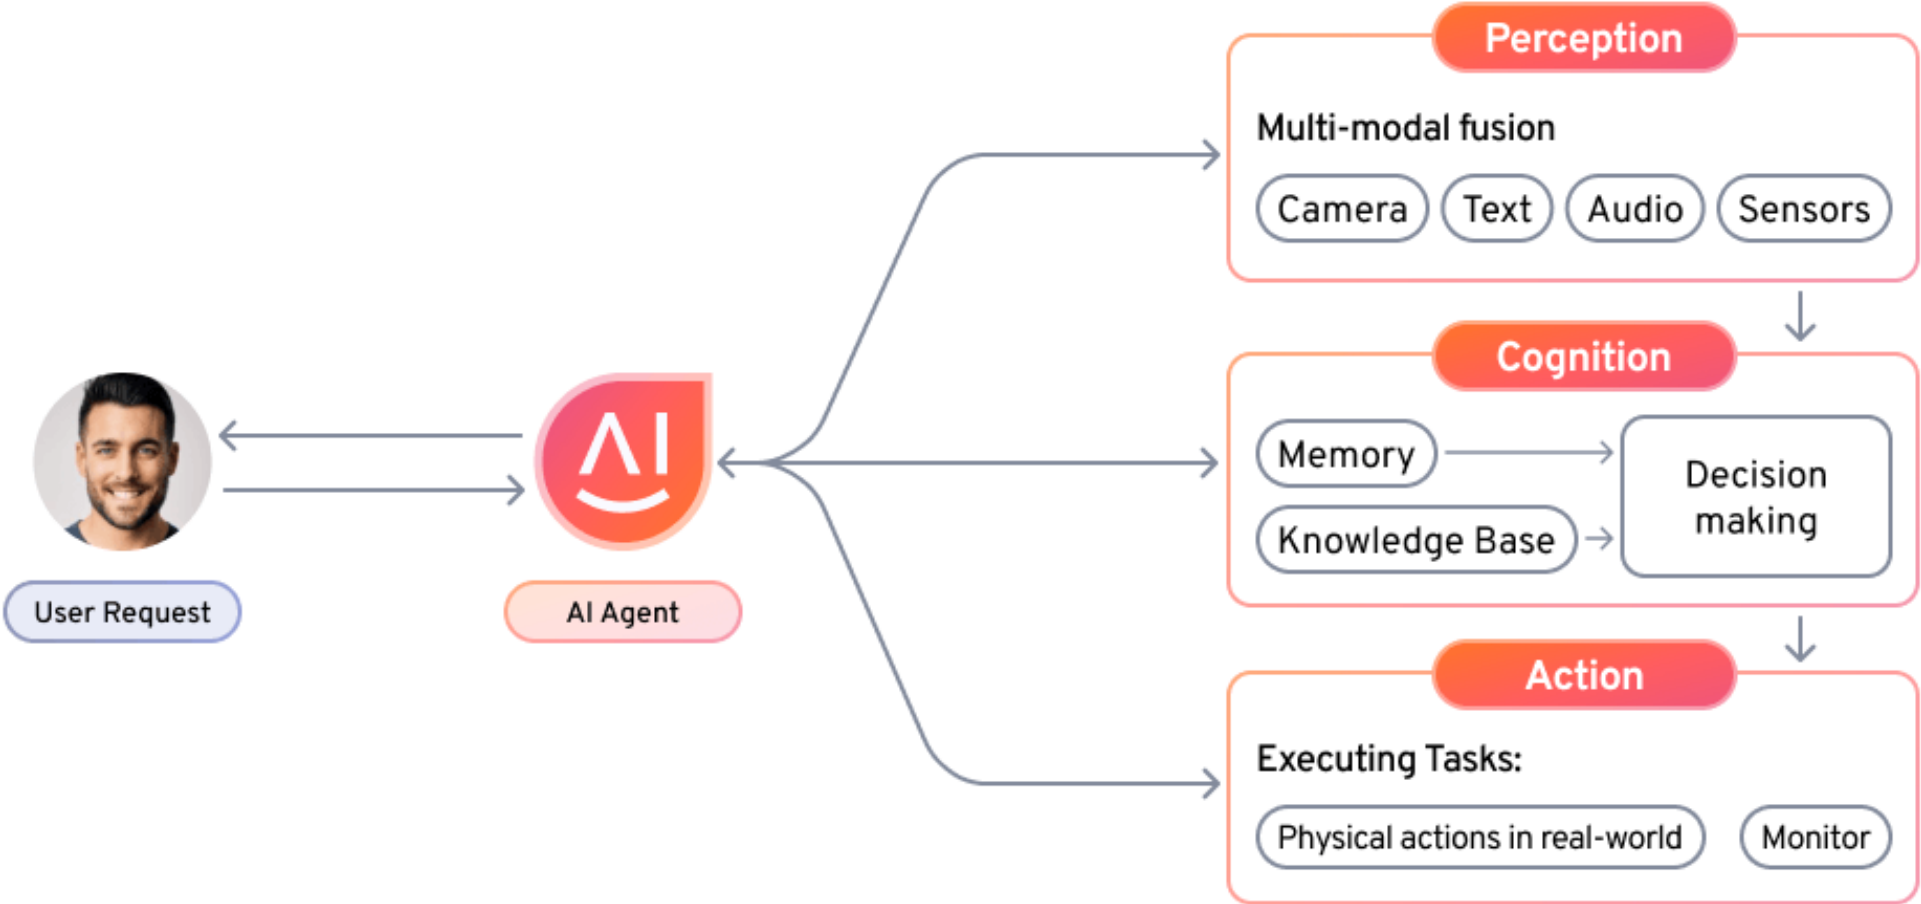 Perception
Multi-modal fusion
Camera
Text
Audio
Sensors
Cognition
Memory
Knowledge Base
Decision
making
AI
User Request
AI Agent
Action
Executing Tasks:
Physical actions in real-world
Monitor